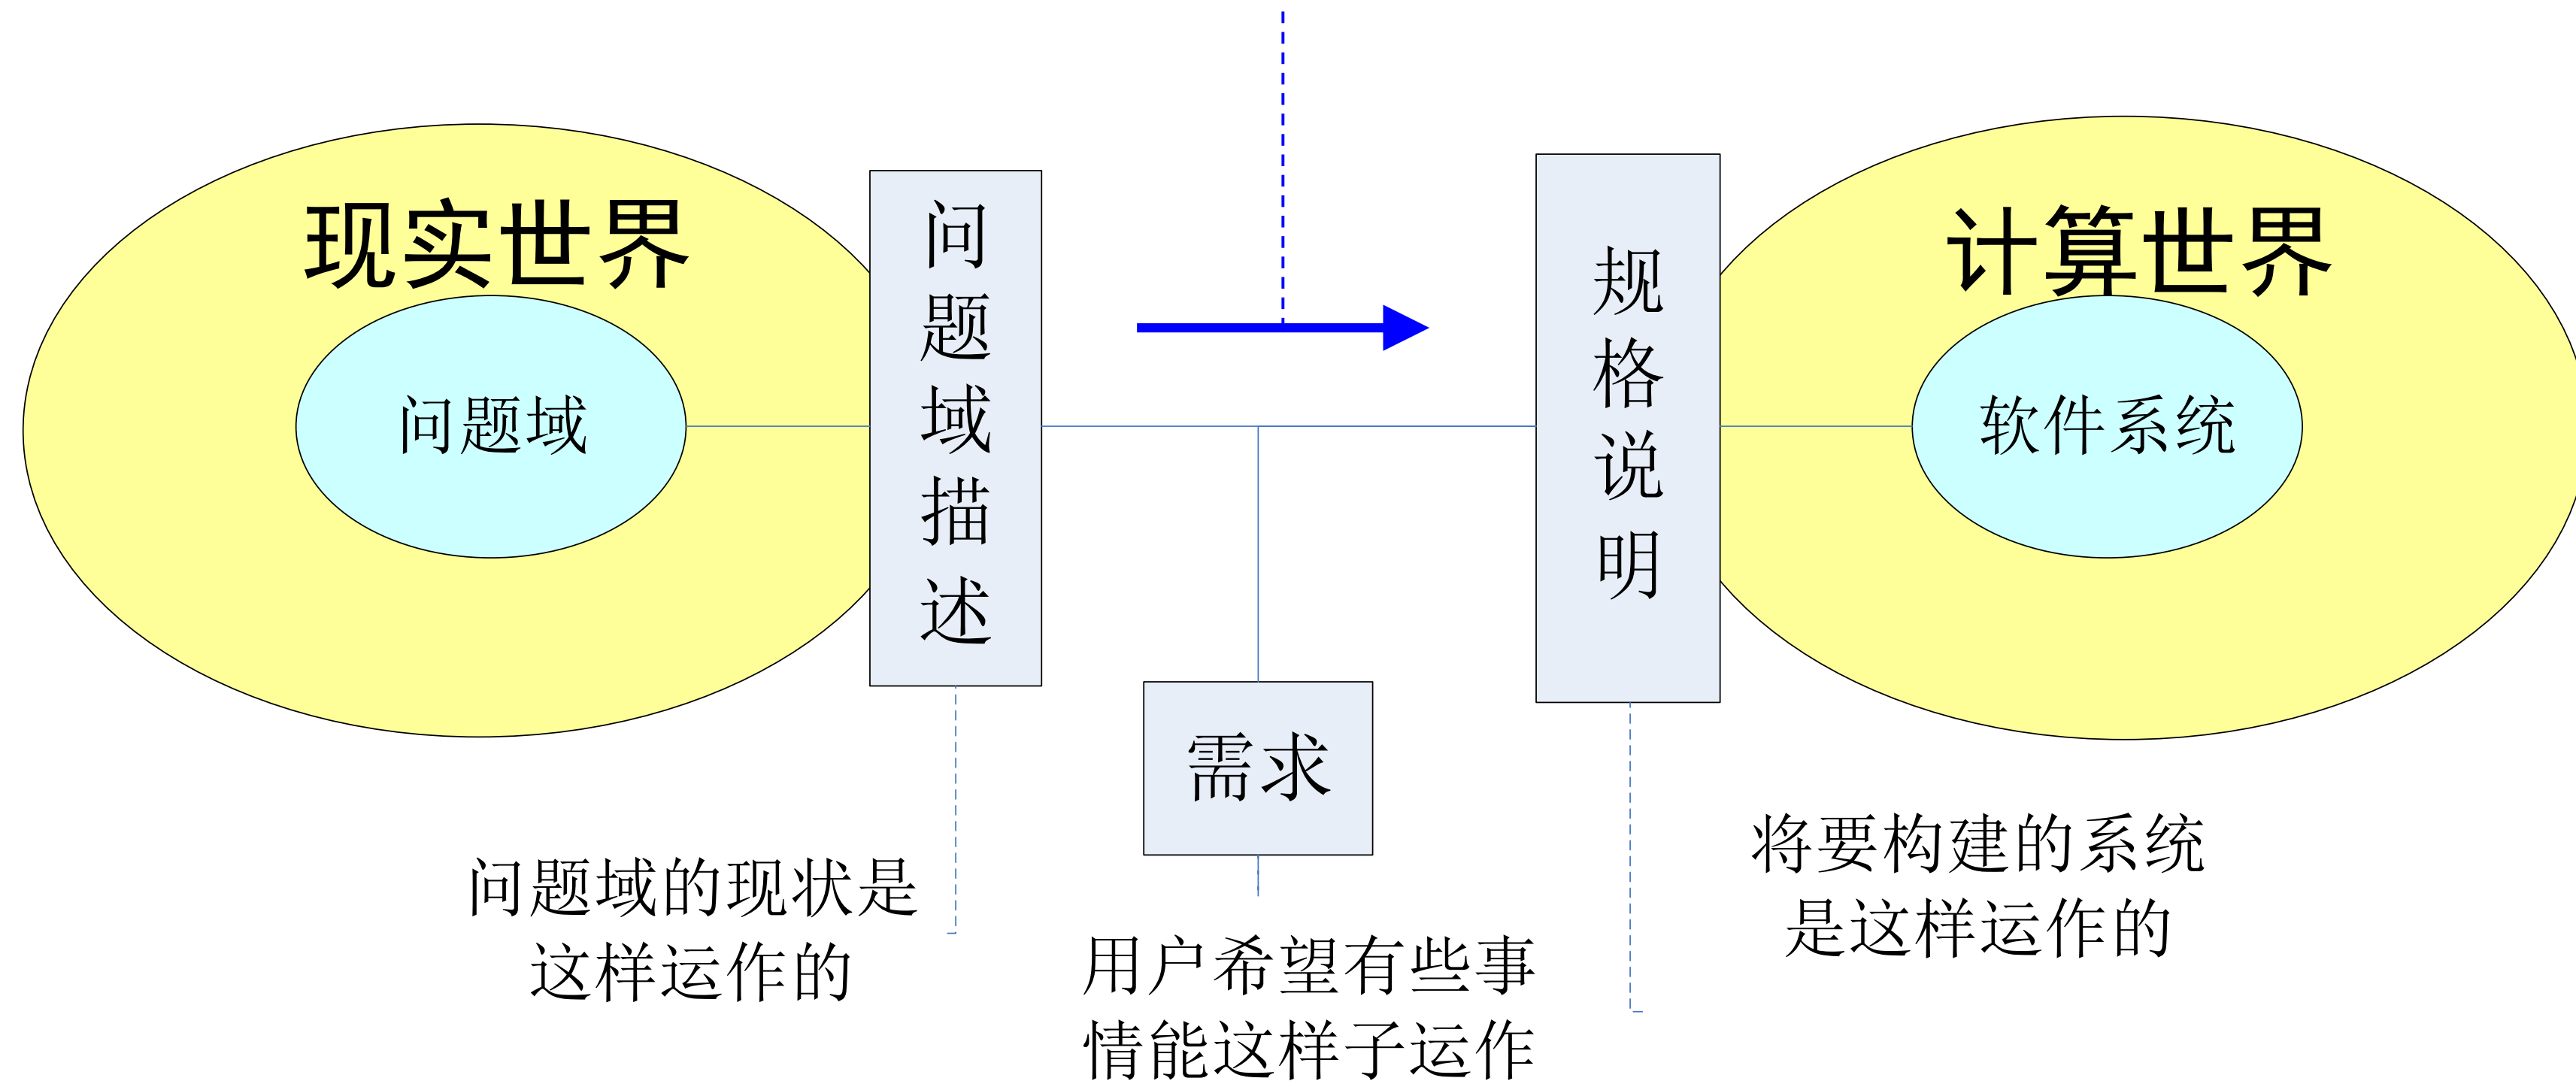 现实世界
问题域
问题域描述
规格说明
计算世界
软件系统
需求
问题域的现状是
这样运作的
用户希望有些事
情能这样子运作
将要构建的系统
是这样运作的